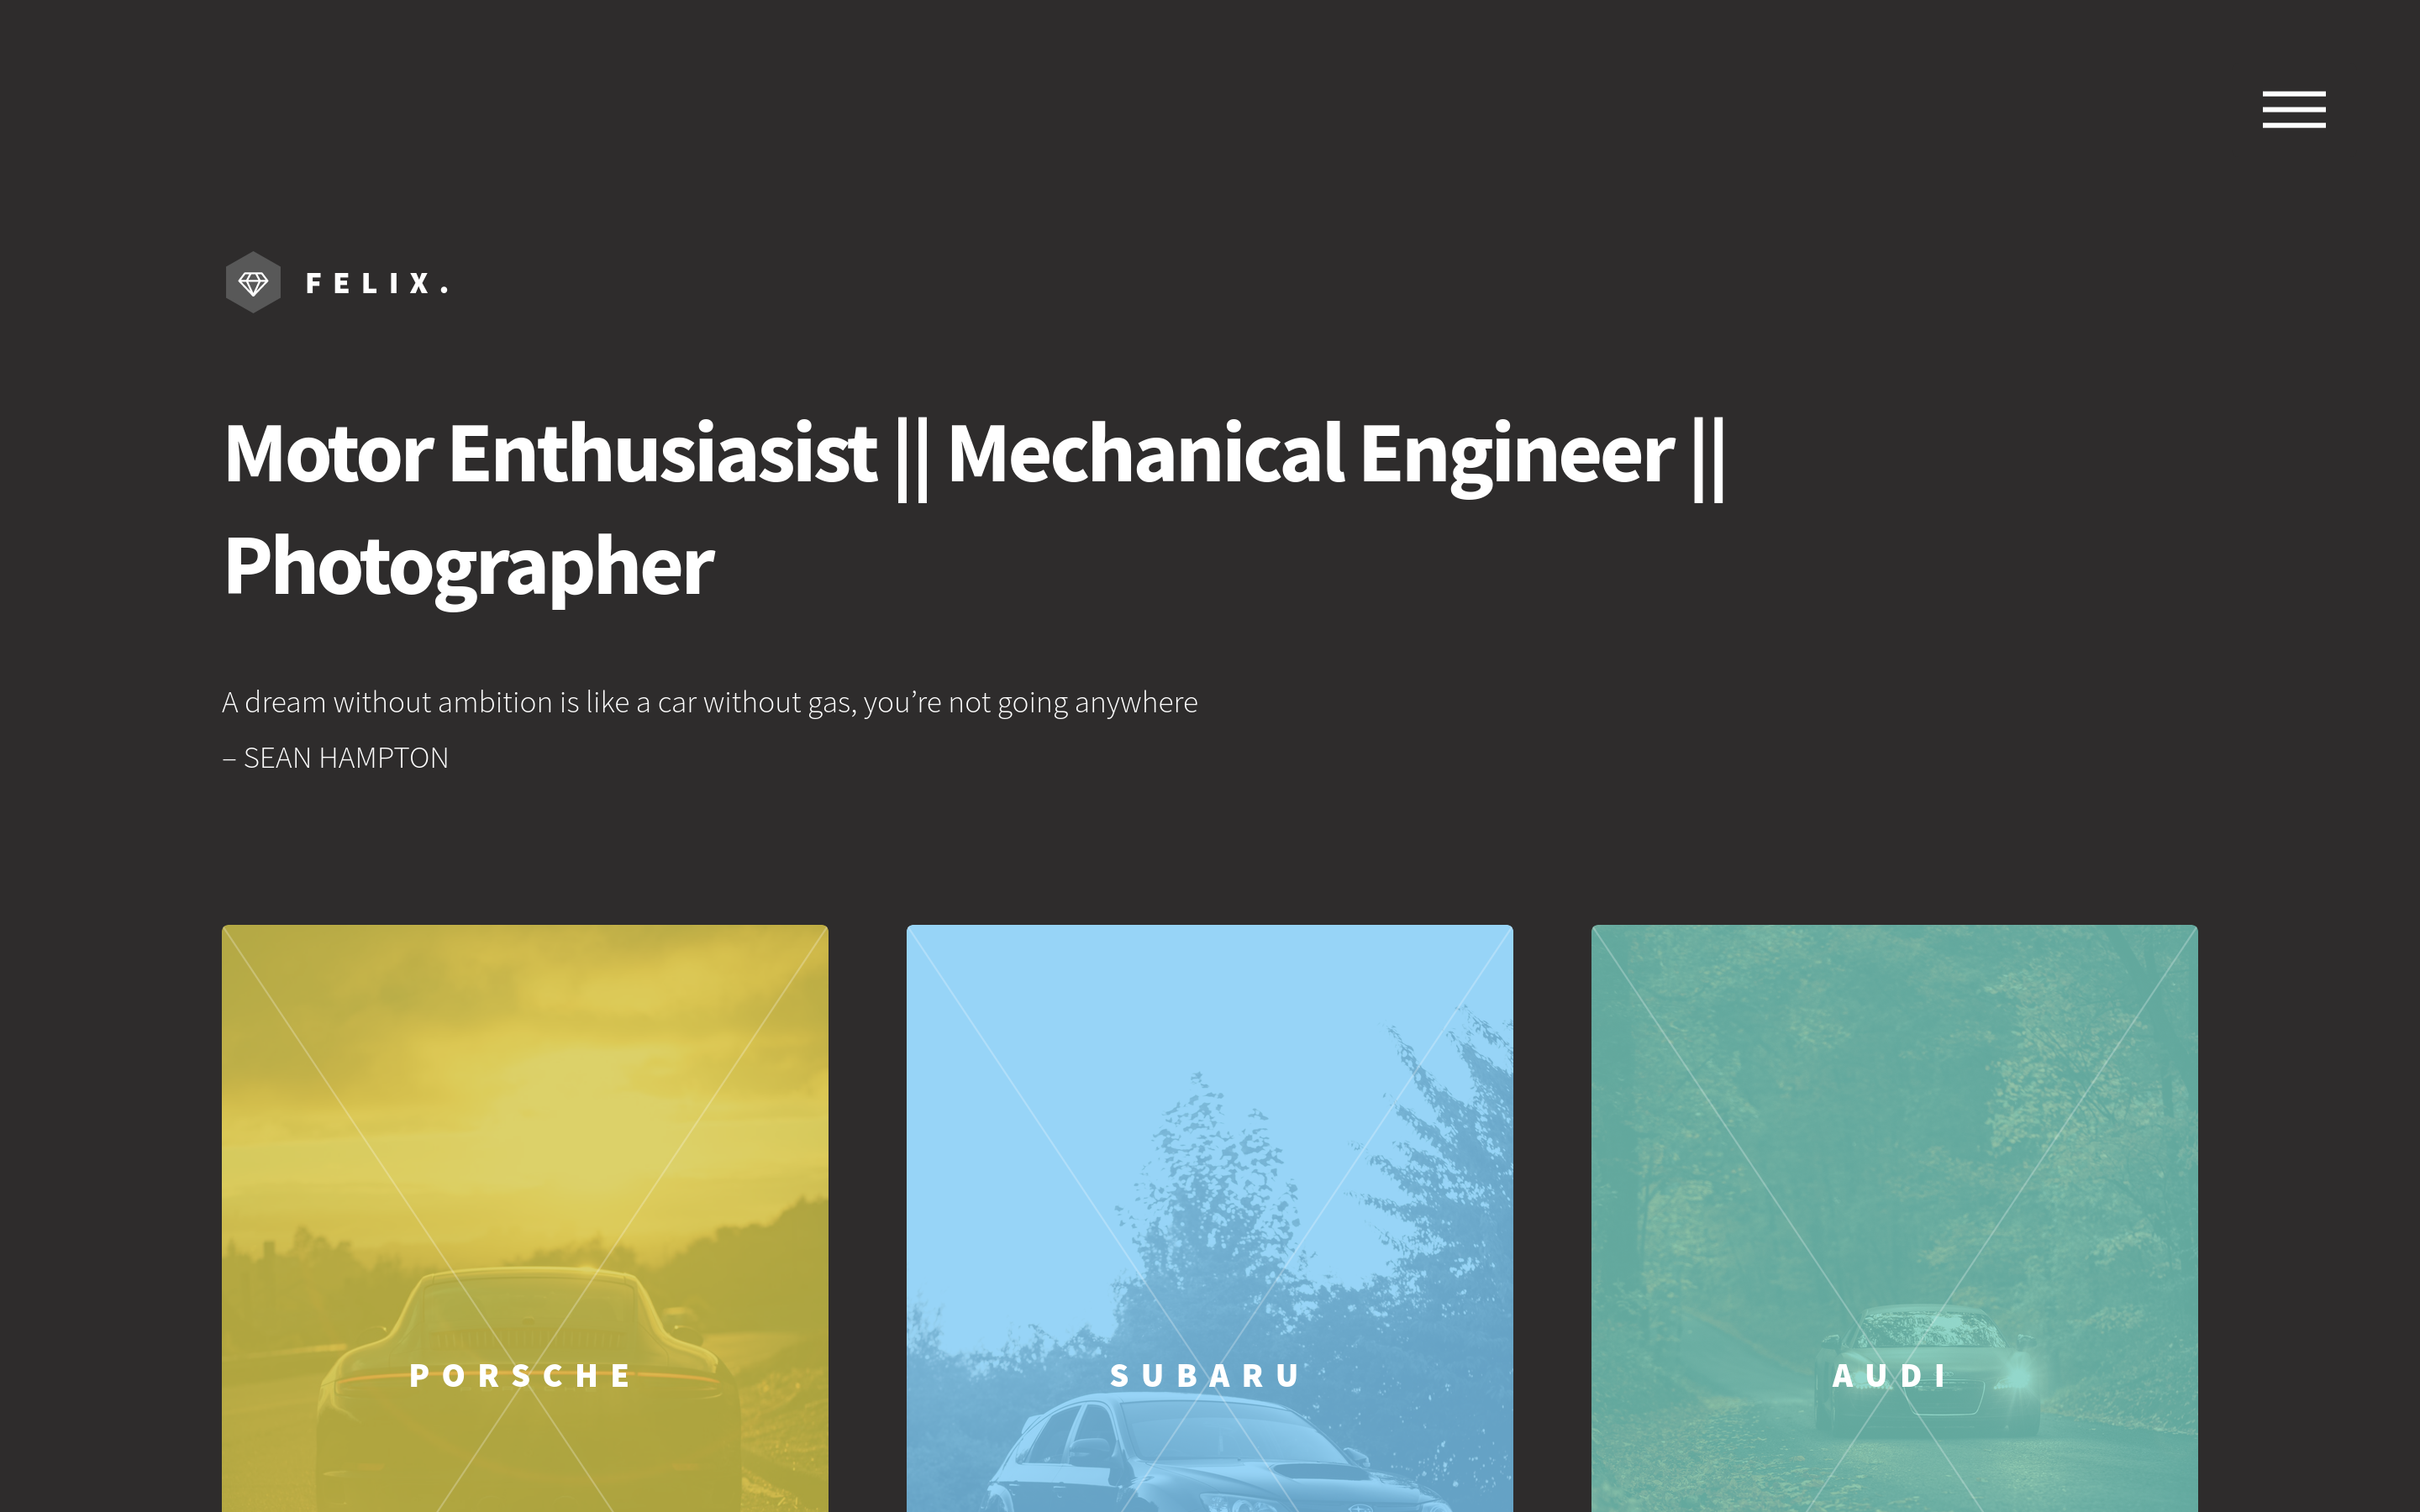 FELIX.
Motor Enthusiasist || Mechanical Engineer ||
Photographer
A dream without ambition is like a car without gas, you’re not going anywhere
– SEAN HAMPTON
PORSCHE
SUBARU
AUDI